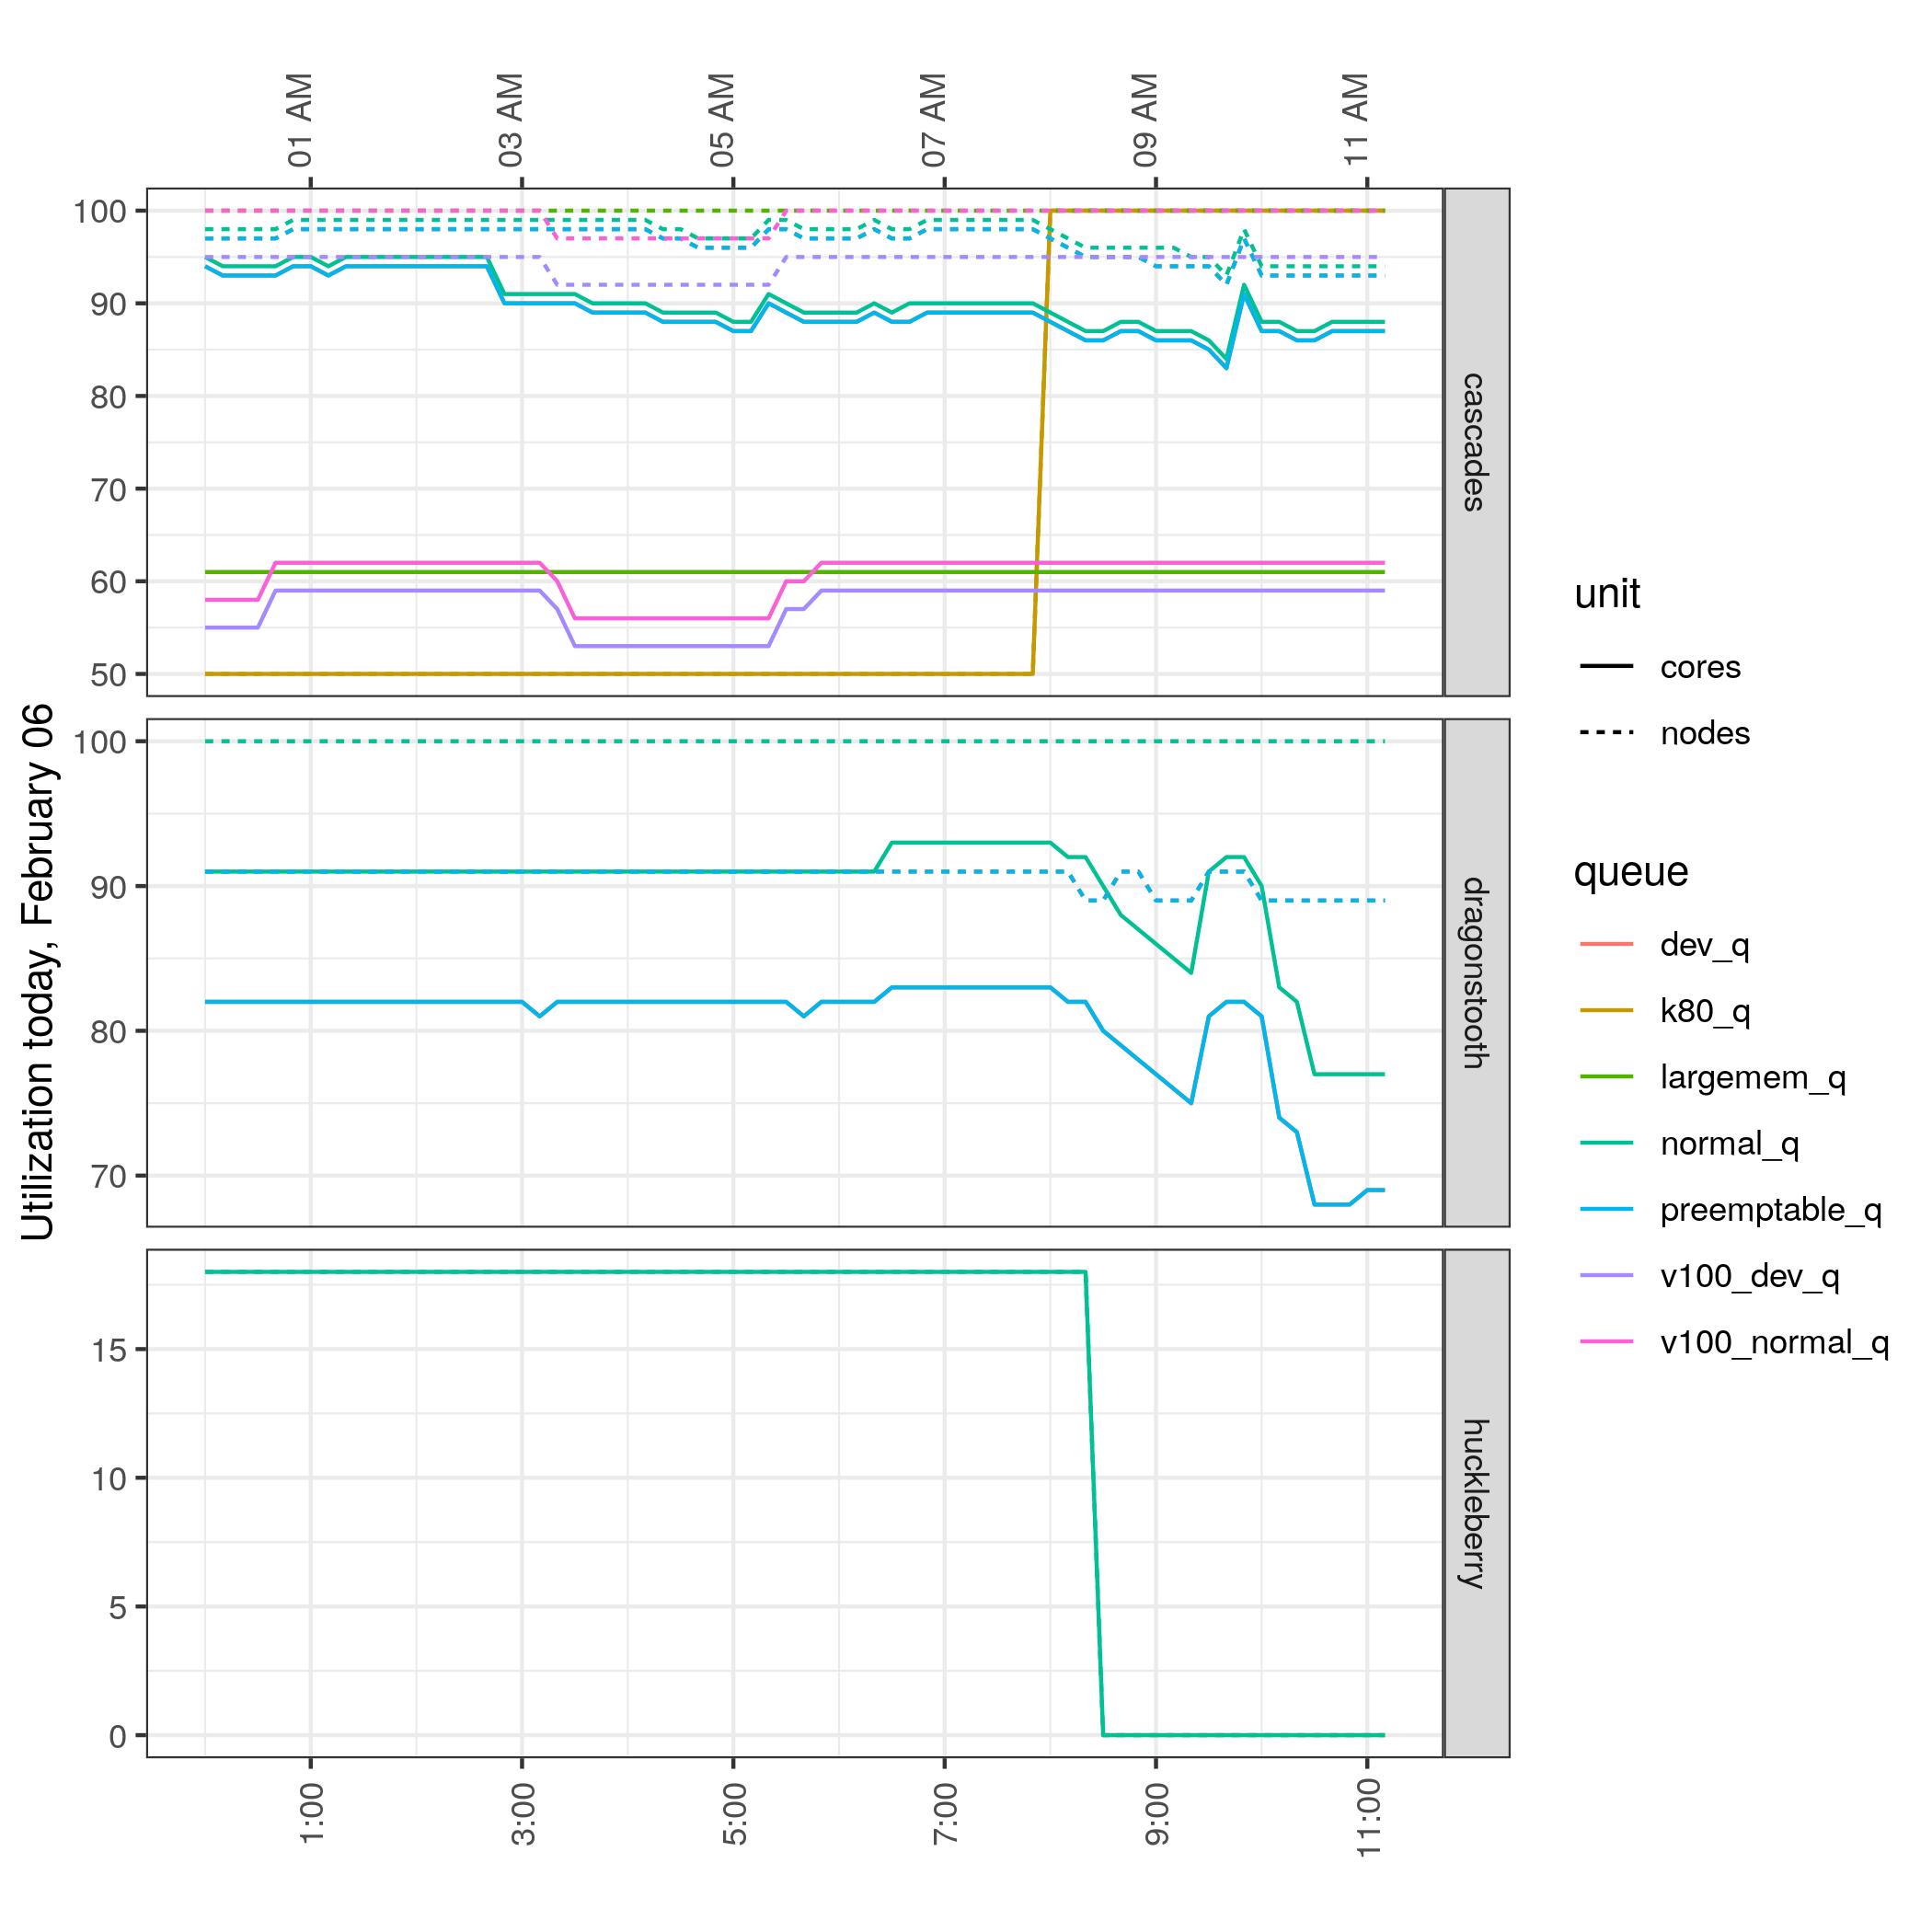 01 AM
03 AM
05 AM
07 AM
09 AM
11 AM
Utilization today, February 06
100
90
80
70
60
50
cascades
100
90
80
70
dragonstooth
15
10
5
0
huckleberry
1:00
3:00
5:00
7:00
9:00
11:00
unit
cores
nodes
queue
dev_q
k80_q
largemem_q
normal_q
preemptable_q
v100_dev_q
v100_normal_q